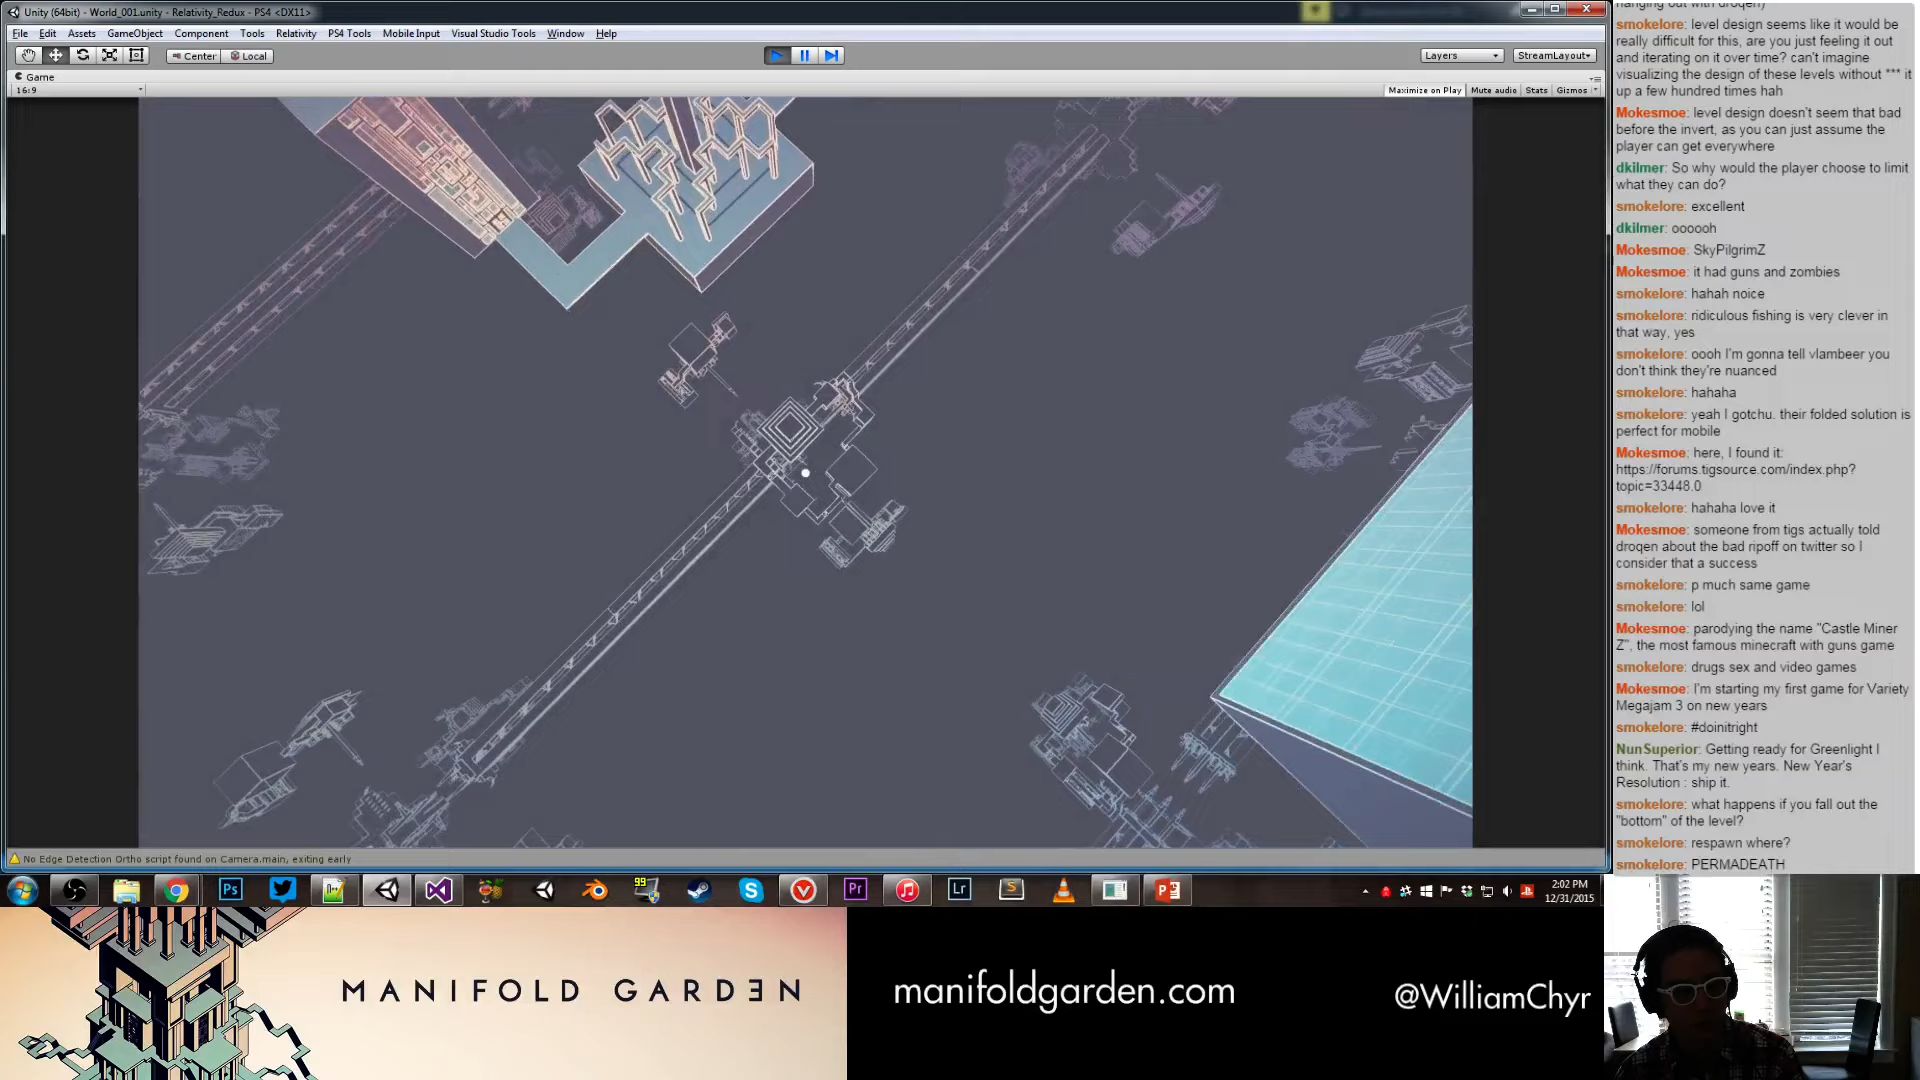 Unity (64bit) - World_001.unity - Relativity_Redux - PS4 <DX11>
File Edit Assets GameObject Component Tools Relativity PS4 Tools Mobile Input Visual Studio Tools Window Help
Center Local Layers StreamLayout
Game
16:9 Maximize on Play Mute audio Stats Gizmos
No Edge Detection Ortho script found on Camera.main, exiting early
99
Ps Pr Lr S
2:02 PM
12/31/2015
MANIFOLD GARDƎN
manifoldgarden.com
@WilliamChyr
hanging out with droqen)
smokelore: level design seems like it would be
really difficult for this, are you just feeling it out
and iterating on it over time? can't imagine
visualizing the design of these levels without *** it
up a few hundred times hah
Mokesmoe: level design doesn't seem that bad
before the invert, as you can just assume the
player can get everywhere
dkilmer: So why would the player choose to limit
what they can do?
smokelore: excellent
dkilmer: oooooh
Mokesmoe: SkyPilgrimZ
Mokesmoe: it had guns and zombies
smokelore: hahah noice
smokelore: ridiculous fishing is very clever in
that way, yes
smokelore: oooh I'm gonna tell vlambeer you
don't think they're nuanced
smokelore: hahaha
smokelore: yeah I gotchu. their folded solution is
perfect for mobile
Mokesmoe: here, I found it:
https://forums.tigsource.com/index.php?
topic=33448.0
smokelore: hahaha love it
Mokesmoe: someone from tigs actually told
droqen about the bad ripoff on twitter so I
consider that a success
smokelore: p much same game
smokelore: lol
Mokesmoe: parodying the name "Castle Miner
Z", the most famous minecraft with guns game
smokelore: drugs sex and video games
Mokesmoe: I'm starting my first game for Variety
Megajam 3 on new years
smokelore: #doinitright
NunSuperior: Getting ready for Greenlight I
think. That's my new years. New Year's
Resolution : ship it.
smokelore: what happens if you fall out the
"bottom" of the level?
smokelore: respawn where?
smokelore: PERMADEATH